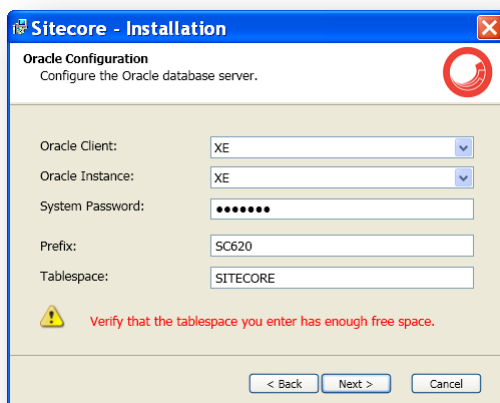 Sitecore - Installation
Oracle Configuration
Configure the Oracle database server.
Oracle Client: XE
Oracle Instance: XE
System Password: •••••••
Prefix: SC620
Tablespace: SITECORE
Verify that the tablespace you enter has enough free space.
< Back Next > Cancel